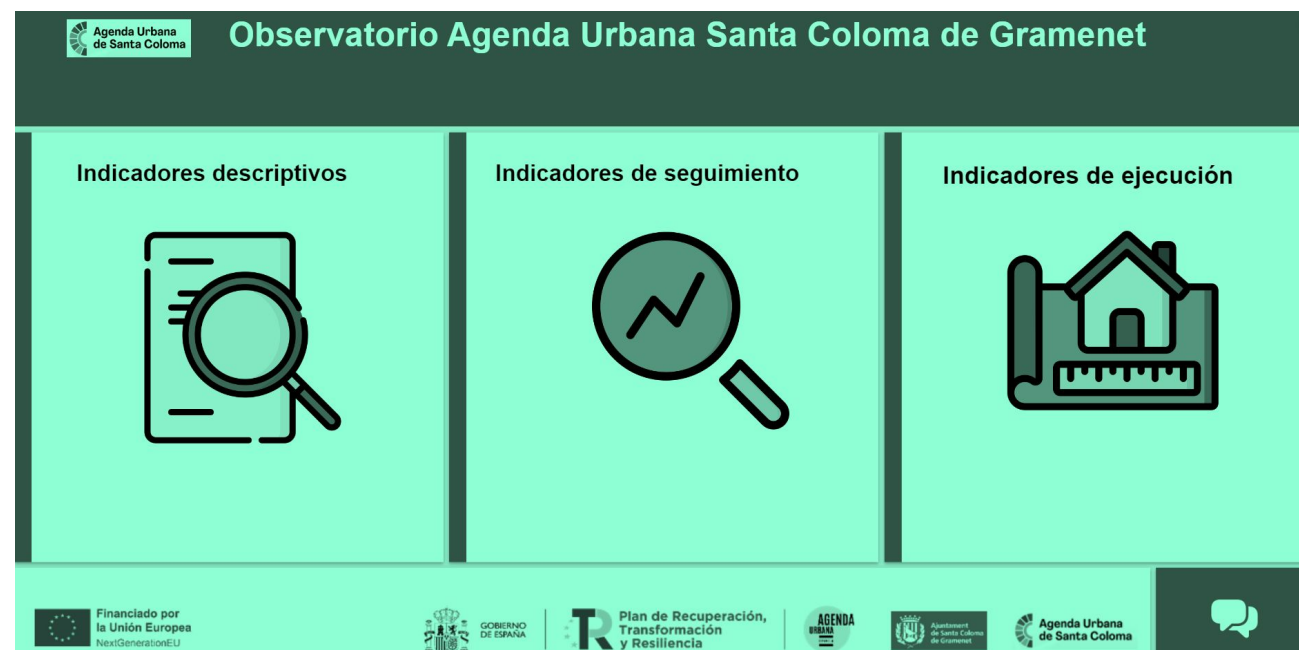 Agenda Urbana
de Santa Coloma
Observatorio Agenda Urbana Santa Coloma de Gramenet
Indicadores descriptivos
Indicadores de seguimiento
Indicadores de ejecución
Financiado por
la Unión Europea
NextGenerationEU
GOBIERNO
DE ESPAÑA
Plan de Recuperación,
Transformación
y Resiliencia
AGENDA
URBANA
Ajuntament
de Santa Coloma
de Gramenet
Agenda Urbana
de Santa Coloma